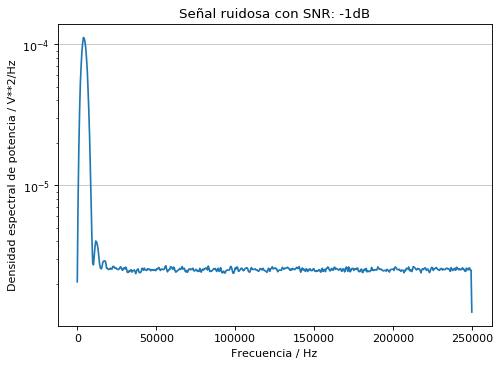 Señal ruidosa con SNR: -1dB
10⁻⁴
10⁻⁵
Densidad espectral de potencia / V**2/Hz
0 50000 100000 150000 200000 250000
Frecuencia / Hz